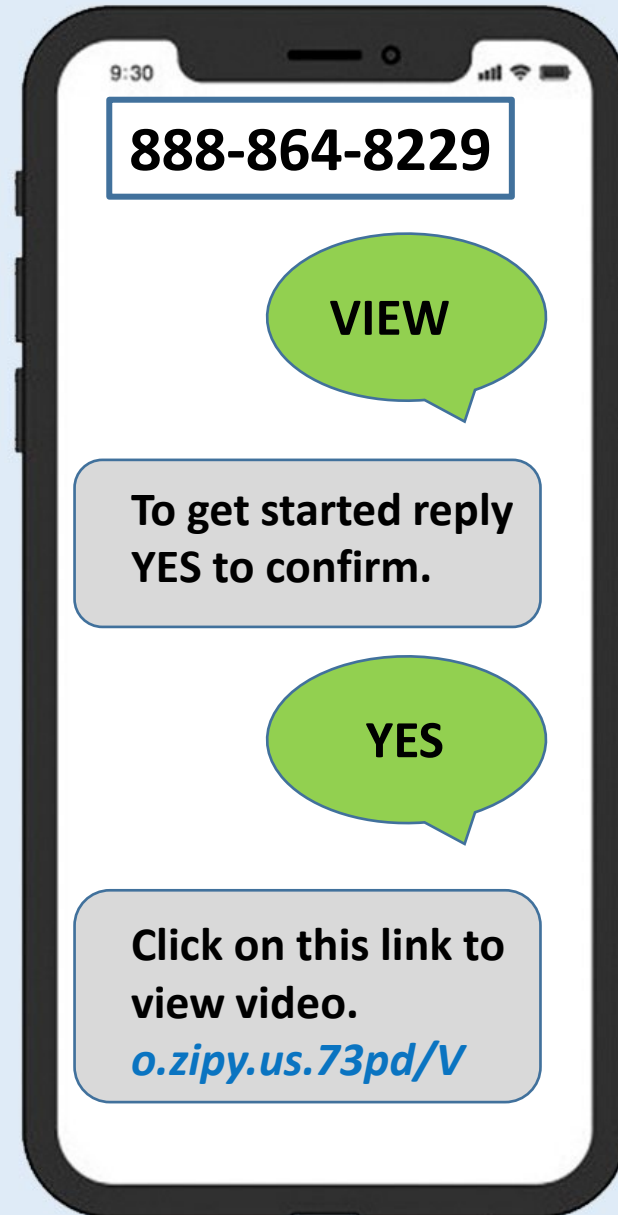 9:30
888-864-8229
VIEW
To get started reply
YES to confirm.
YES
Click on this link to
view video.
o.zipy.us.73pd/V